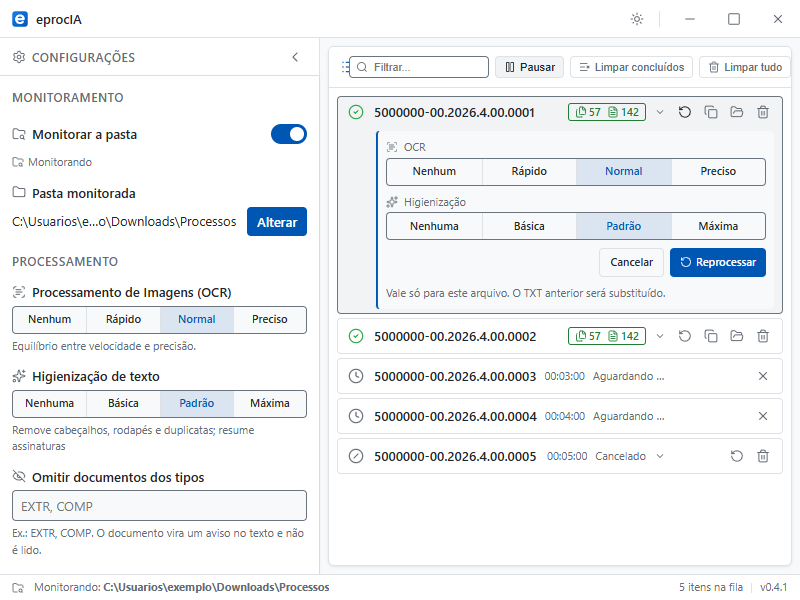 eprocIA
CONFIGURAÇÕES
MONITORAMENTO
Monitorar a pasta
Monitorando
Pasta monitorada
C:\Usuarios\e...o\Downloads\Processos
Alterar
PROCESSAMENTO
Processamento de Imagens (OCR)
Nenhum Rápido Normal Preciso
Equilíbrio entre velocidade e precisão.
Higienização de texto
Nenhuma Básica Padrão Máxima
Remove cabeçalhos, rodapés e duplicatas; resume
assinaturas
Omitir documentos dos tipos
EXTR, COMP
Ex.: EXTR, COMP. O documento vira um aviso no texto e não
é lido.
Filtrar... Pausar Limpar concluídos Limpar tudo
5000000-00.2026.4.00.0001 57 142
OCR
Nenhum Rápido Normal Preciso
Higienização
Nenhuma Básica Padrão Máxima
Cancelar Reprocessar
Vale só para este arquivo. O TXT anterior será substituído.
5000000-00.2026.4.00.0002 57 142
5000000-00.2026.4.00.0003 00:03:00 Aguardando ...
5000000-00.2026.4.00.0004 00:04:00 Aguardando ...
5000000-00.2026.4.00.0005 00:05:00 Cancelado
Monitorando: C:\Usuarios\exemplo\Downloads\Processos
5 itens na fila v0.4.1